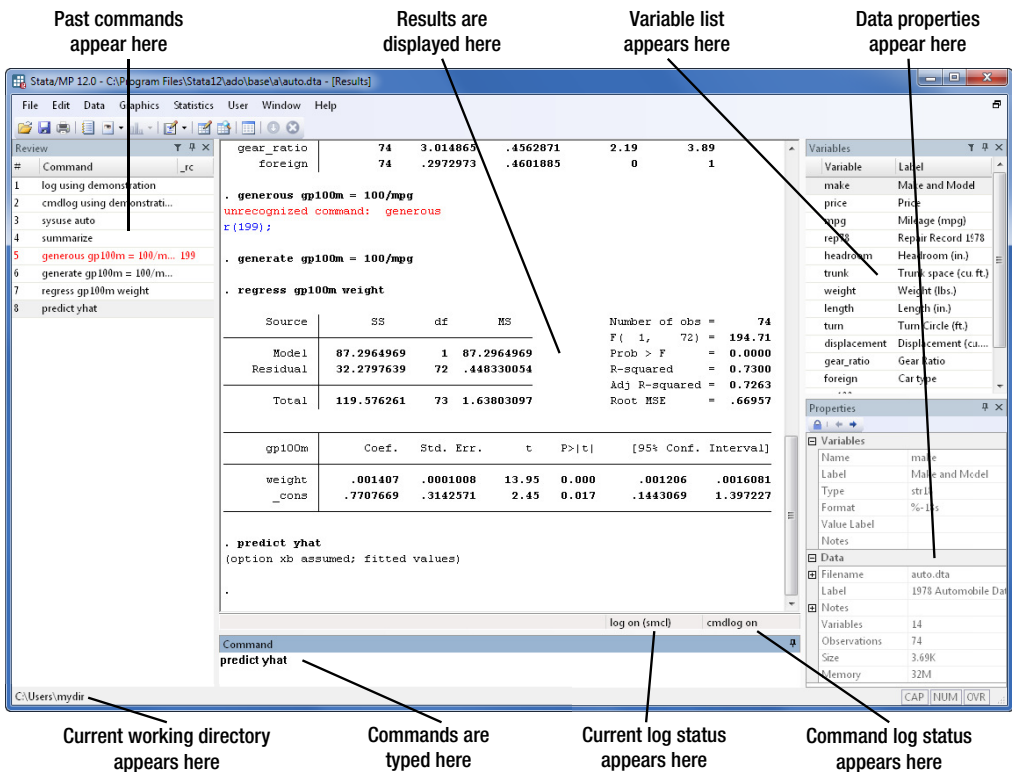 Past commands
appear here
Results are
displayed here
Variable list
appears here
Data properties
appear here
Stata/MP 12.0 - C:\Program Files\Stata12\ado\base\a\auto.dta - [Results]
File Edit Data Graphics Statistics User Window Help
Review
# Command _rc
1 log using demonstration
2 cmdlog using demonstrati...
3 sysuse auto
4 summarize
5 generous gp100m = 100/m... 199
6 generate gp100m = 100/m...
7 regress gp100m weight
8 predict yhat
gear_ratio 74 3.014865 .4562871 2.19 3.89
foreign 74 .2972973 .4601885 0 1
. generous gp100m = 100/mpg
unrecognized command: generous
r(199);
. generate gp100m = 100/mpg
. regress gp100m weight
Source SS df MS Number of obs = 74
F( 1, 72) = 194.71
Model 87.2964969 1 87.2964969 Prob > F = 0.0000
Residual 32.2797639 72 .448330054 R-squared = 0.7300
Adj R-squared = 0.7263
Total 119.576261 73 1.63803097 Root MSE = .66957
gp100m Coef. Std. Err. t P>|t| [95% Conf. Interval]
weight .001407 .0001008 13.95 0.000 .001206 .0016081
_cons .7707669 .3142571 2.45 0.017 .1443069 1.397227
. predict yhat
(option xb assumed; fitted values)
.
log on (smcl) cmdlog on
Command
predict yhat
Variables
Variable Label
make Make and Model
price Price
mpg Mileage (mpg)
rep78 Repair Record 1978
headroom Headroom (in.)
trunk Trunk space (cu. ft.)
weight Weight (lbs.)
length Length (in.)
turn Turn Circle (ft.)
displacement Displacement (cu....
gear_ratio Gear Ratio
foreign Car type
Properties
Variables
Name make
Label Make and Model
Type
Format
Value Label
Notes
Data
Filename auto.dta
Label 1978 Automobile Dat
Notes
Variables 14
Observations 74
Size 3.69K
Memory 32M
C:\Users\mydir
CAP NUM OVR
Current working directory
appears here
Commands are
typed here
Current log status
appears here
Command log status
appears here